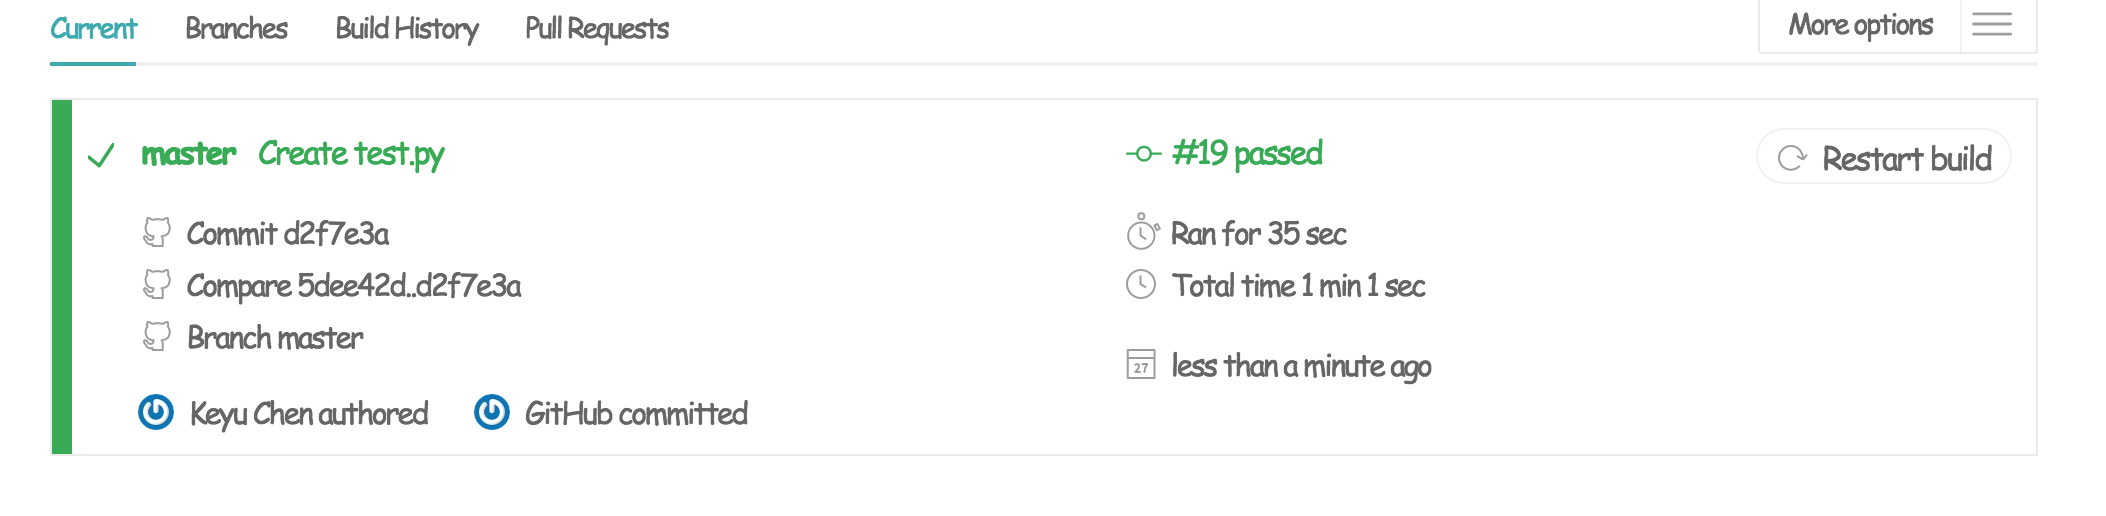 Current Branches Build History Pull Requests More options
master Create test.py #19 passed Restart build
Commit d2f7e3a Ran for 35 sec
Compare 5dee42d..d2f7e3a Total time 1 min 1 sec
Branch master
27 less than a minute ago
Keyu Chen authored GitHub committed